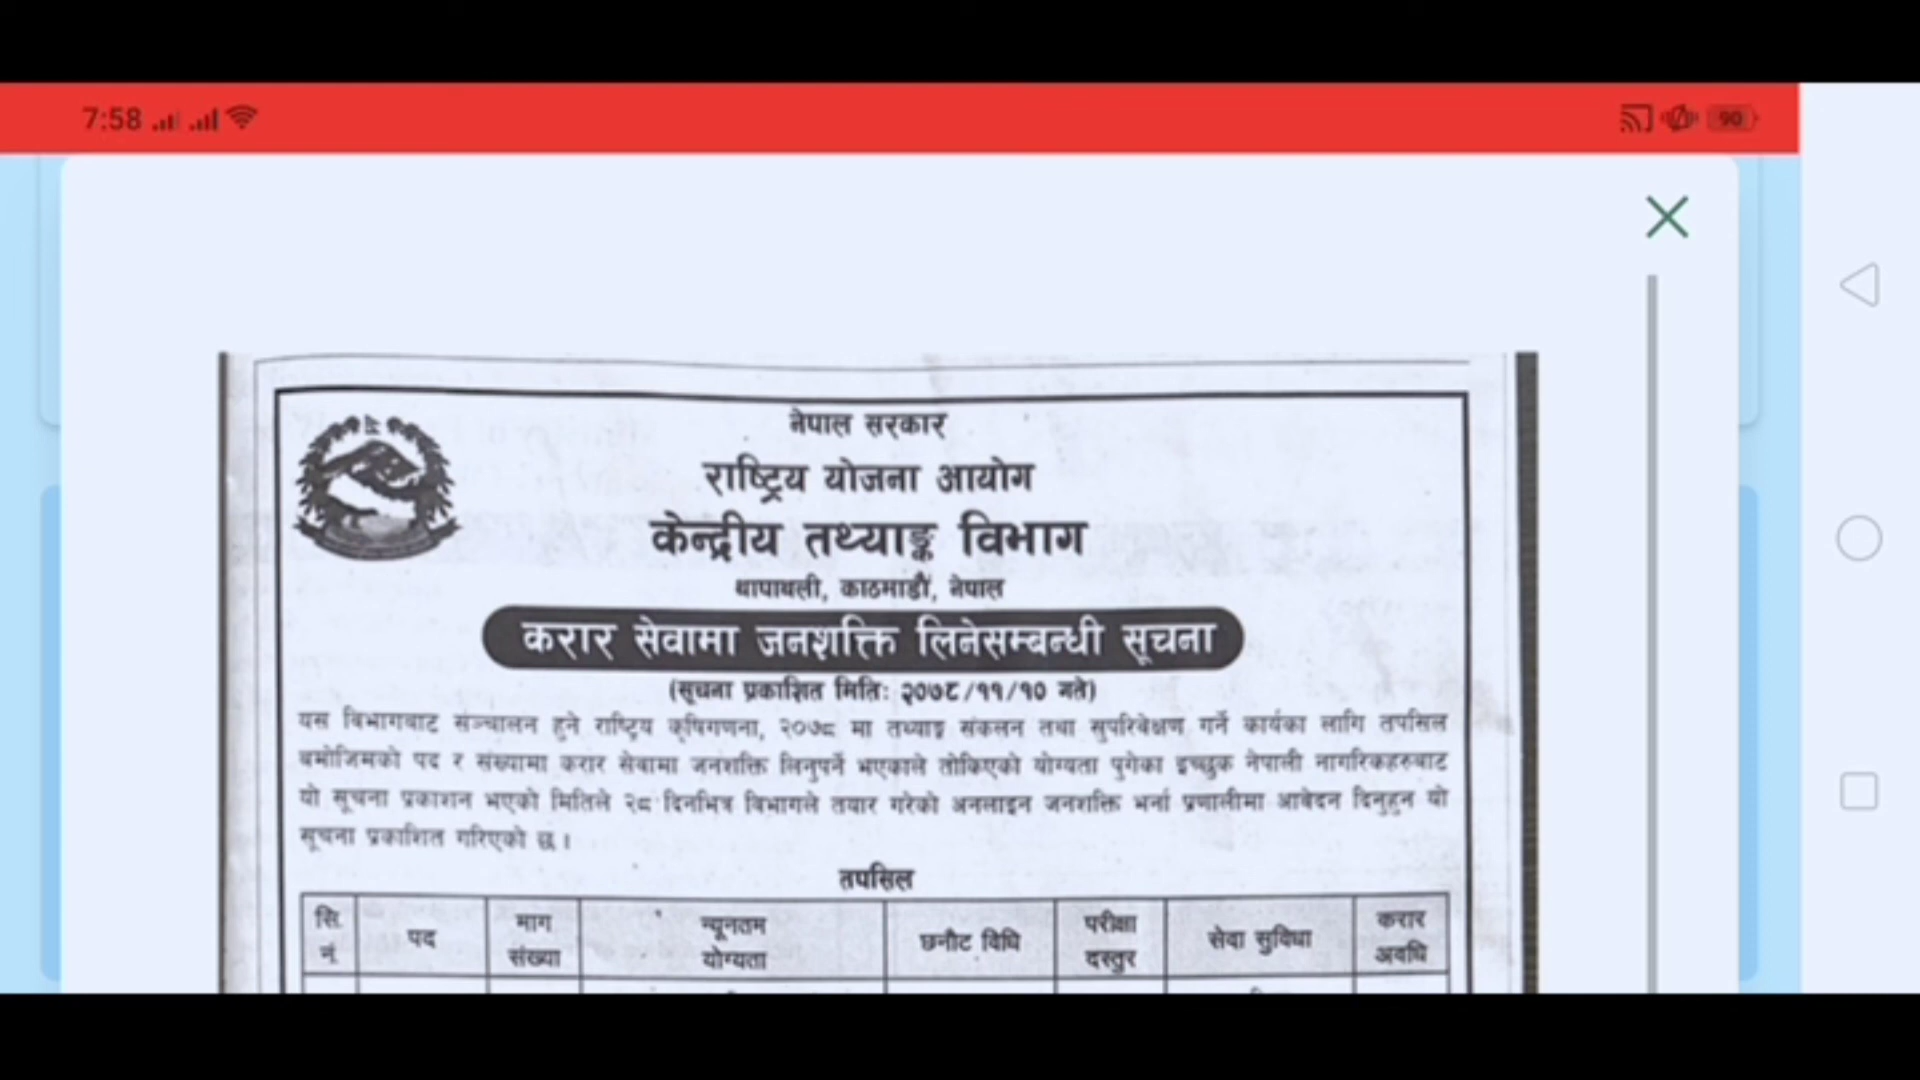 7:58
90
नेपाल सरकार
राष्ट्रिय योजना आयोग
केन्द्रीय तथ्याङ्क विभाग
थापाथली, काठमाडौं, नेपाल
करार सेवामा जनशक्ति लिनेसम्बन्धी सूचना
(सूचना प्रकाशित मितिः २०७८/११/१० गते)
यस विभागबाट सञ्चालन हुने राष्ट्रिय कृषिगणना, २०७८ मा तथ्याङ्क संकलन तथा सुपरिवेक्षण गर्ने कार्यका लागि तपसिल
बमोजिमको पद र संख्यामा करार सेवामा जनशक्ति लिनुपर्ने भएकाले तोकिएको योग्यता पुगेका इच्छुक नेपाली नागरिकहरुबाट
यो सूचना प्रकाशन भएको मितिले २८ दिनभित्र विभागले तयार गरेको अनलाइन जनशक्ति भर्ना प्रणालीमा आवेदन दिनुहुन यो
सूचना प्रकाशित गरिएको छ।
तपसिल
सि.नं. पद माग संख्या न्यूनतम योग्यता छनौट विधि परीक्षा दस्तुर सेवा सुविधा करार अवधि